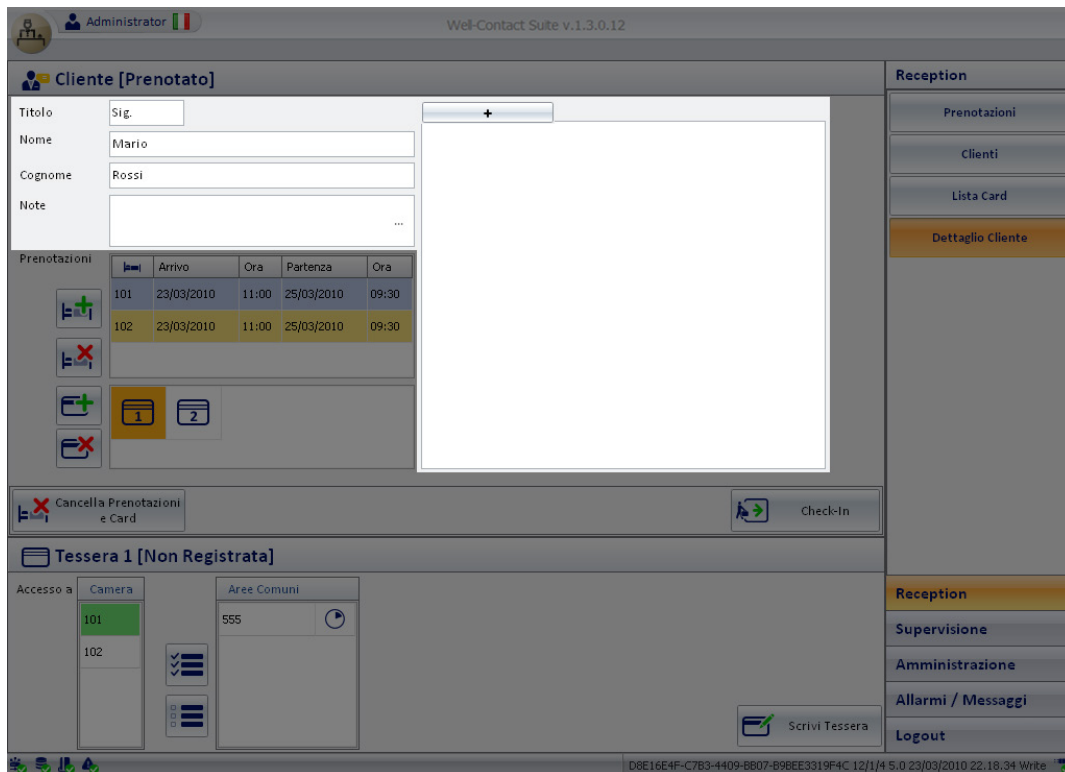 Administrator
Well-Contact Suite v.1.3.0.12
Cliente [Prenotato]
Titolo Sig.
+
Nome Mario
Cognome Rossi
Note ...
Prenotazioni
Arrivo Ora Partenza Ora
101 23/03/2010 11:00 25/03/2010 09:30
102 23/03/2010 11:00 25/03/2010 09:30
1 2
Cancella Prenotazioni
e Card
Check-In
Tessera 1 [Non Registrata]
Accesso a Camera Aree Comuni
101 555
102
Scrivi Tessera
Reception
Prenotazioni
Clienti
Lista Card
Dettaglio Cliente
Reception
Supervisione
Amministrazione
Allarmi / Messaggi
Logout
D8E16E4F-C7B3-4409-BB07-B9BEE3319F4C 12/1/4 5.0 23/03/2010 22.18.34 Write